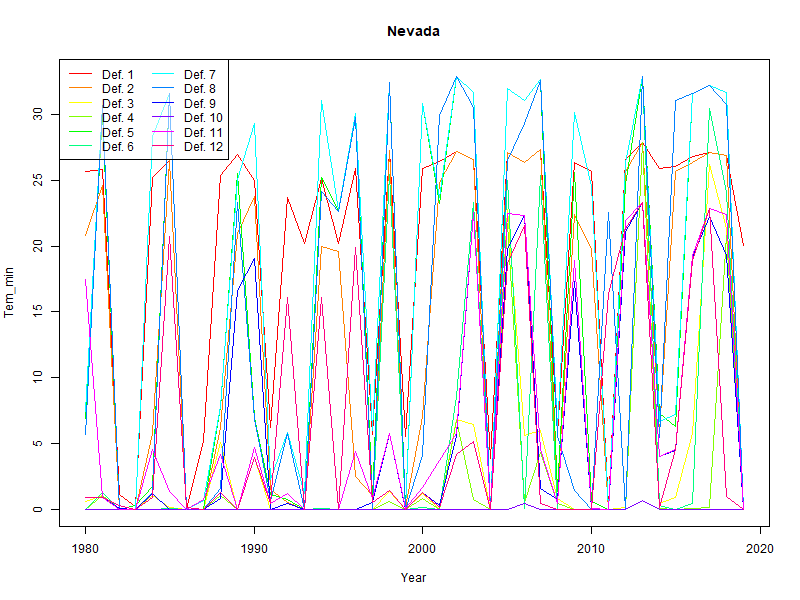 Nevada
Def. 1 Def. 7
Def. 2 Def. 8
Def. 3 Def. 9
Def. 4 Def. 10
Def. 5 Def. 11
Def. 6 Def. 12
30
25
20
15
10
5
0
Tem_min
1980 1990 2000 2010 2020
Year